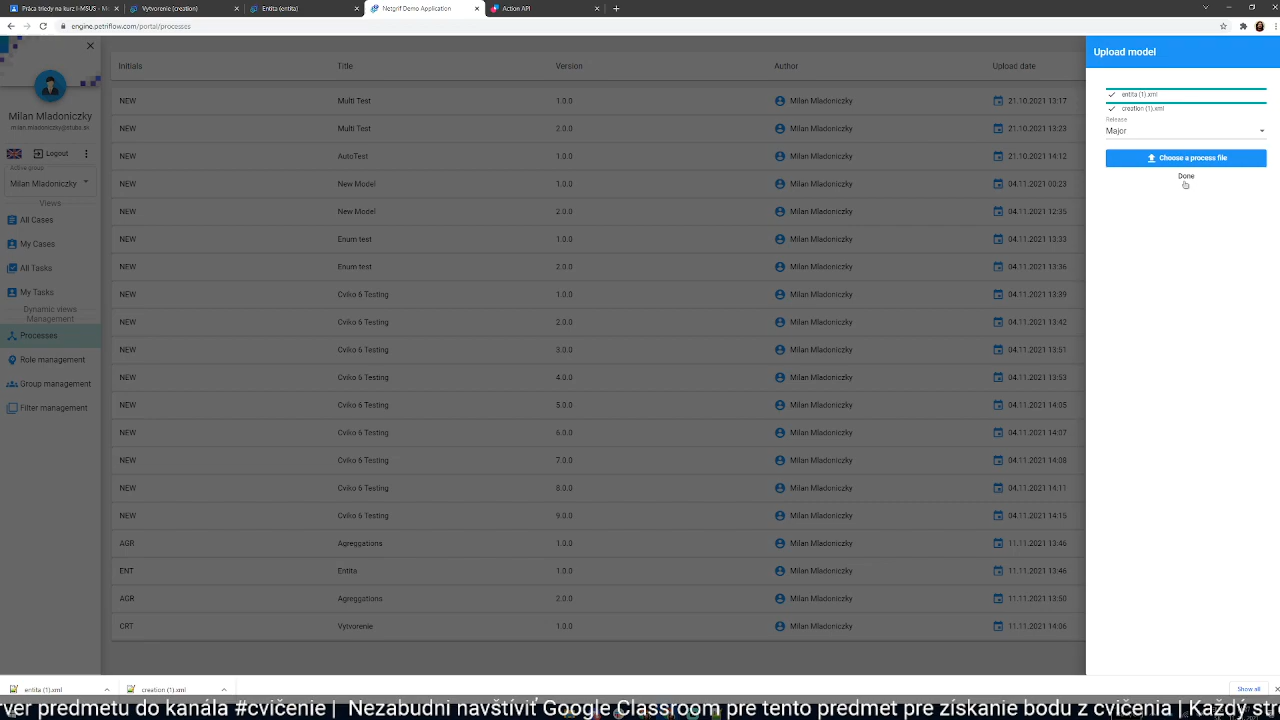 Práca triedy na kurz I-MSUS - M
Vytvorenie (creation)
Entita (entita)
Netgrif Demo Application
Action API
engine.petriflow.com/portal/processes
Milan Mladoniczky
milan.mladoniczky@stuba.sk
Logout
Active group
Milan Mladoniczky
Views
All Cases
My Cases
All Tasks
My Tasks
Dynamic views
Management
Processes
Role management
Group management
Filter management
Initials Title Version Author Upload date
NEW Multi Test 1.0.0 Milan Mladoniczky 21.10.2021 13:17
NEW Multi Test 2.0.0 Milan Mladoniczky 21.10.2021 13:23
NEW AutoTest 1.0.0 Milan Mladoniczky 21.10.2021 14:12
NEW New Model 1.0.0 Milan Mladoniczky 04.11.2021 00:23
NEW New Model 2.0.0 Milan Mladoniczky 04.11.2021 12:35
NEW Enum test 1.0.0 Milan Mladoniczky 04.11.2021 13:33
NEW Enum test 2.0.0 Milan Mladoniczky 04.11.2021 13:36
NEW Cviko 6 Testing 1.0.0 Milan Mladoniczky 04.11.2021 13:39
NEW Cviko 6 Testing 2.0.0 Milan Mladoniczky 04.11.2021 13:42
NEW Cviko 6 Testing 3.0.0 Milan Mladoniczky 04.11.2021 13:51
NEW Cviko 6 Testing 4.0.0 Milan Mladoniczky 04.11.2021 13:53
NEW Cviko 6 Testing 5.0.0 Milan Mladoniczky 04.11.2021 14:05
NEW Cviko 6 Testing 6.0.0 Milan Mladoniczky 04.11.2021 14:07
NEW Cviko 6 Testing 7.0.0 Milan Mladoniczky 04.11.2021 14:08
NEW Cviko 6 Testing 8.0.0 Milan Mladoniczky 04.11.2021 14:11
NEW Cviko 6 Testing 9.0.0 Milan Mladoniczky 04.11.2021 14:15
AGR Agreggations 1.0.0 Milan Mladoniczky 11.11.2021 13:46
ENT Entita 1.0.0 Milan Mladoniczky 11.11.2021 13:46
AGR Agreggations 2.0.0 Milan Mladoniczky 11.11.2021 13:50
CRT Vytvorenie 1.0.0 Milan Mladoniczky 11.11.2021 14:06
Upload model
entita (1).xml
creation (1).xml
Release
Major
Choose a process file
Done
entita (1).xml
creation (1).xml
Show all
ver predmetu do kanála #cvičenie | Nezabudni navštíviť Google Classroom pre tento predmet pre získanie bodu z cvičenia | Každý str